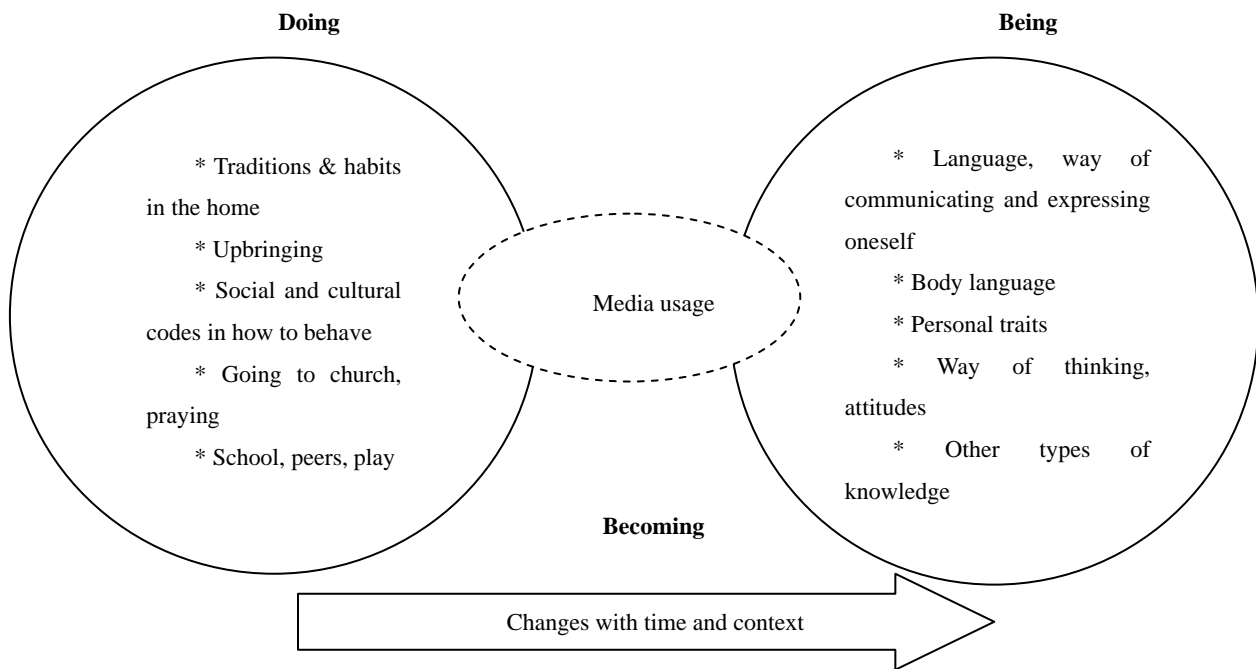 Doing
Being
* Traditions & habits
in the home
* Upbringing
* Social and cultural
codes in how to behave
* Going to church,
praying
* School, peers, play
Media usage
* Language, way of
communicating and expressing
oneself
* Body language
* Personal traits
* Way of thinking,
attitudes
* Other types of
knowledge
Becoming
Changes with time and context